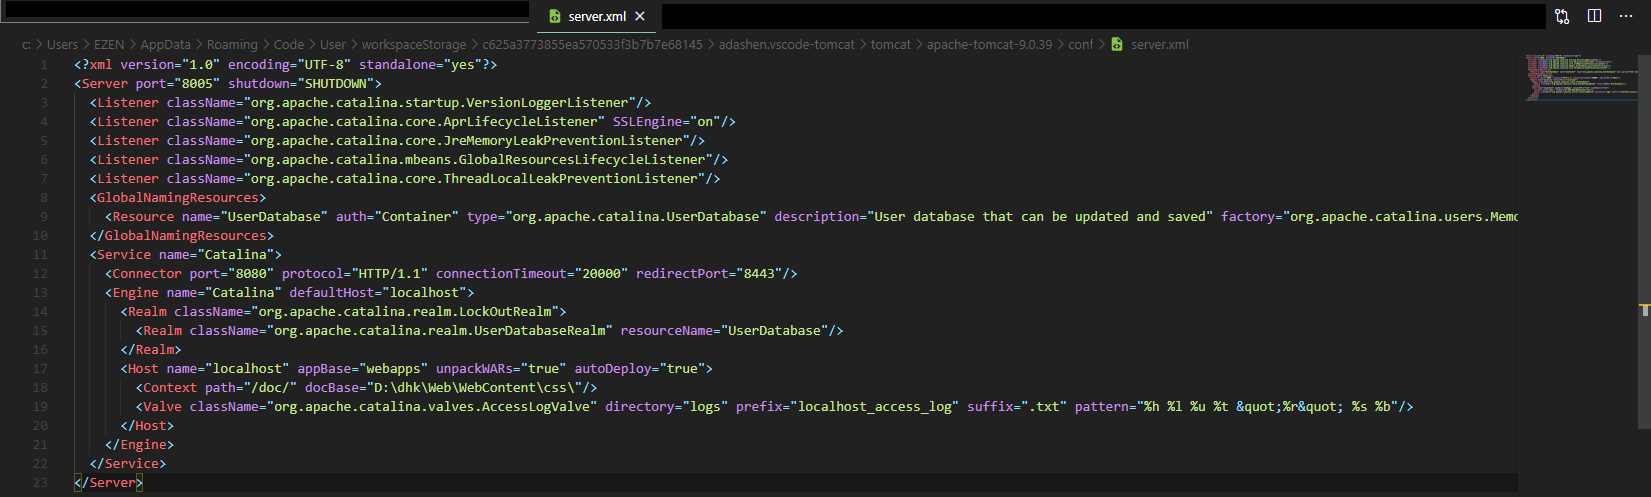 server.xml
c: > Users > EZEN > AppData > Roaming > Code > User > workspaceStorage > c625a3773855ea570533f3b7b7e68145 > adashen.vscode-tomcat > tomcat > apache-tomcat-9.0.39 > conf > server.xml
1 <?xml version="1.0" encoding="UTF-8" standalone="yes"?>
2 <Server port="8005" shutdown="SHUTDOWN">
3 <Listener className="org.apache.catalina.startup.VersionLoggerListener"/>
4 <Listener className="org.apache.catalina.core.AprLifecycleListener" SSLEngine="on"/>
5 <Listener className="org.apache.catalina.core.JreMemoryLeakPreventionListener"/>
6 <Listener className="org.apache.catalina.mbeans.GlobalResourcesLifecycleListener"/>
7 <Listener className="org.apache.catalina.core.ThreadLocalLeakPreventionListener"/>
8 <GlobalNamingResources>
9 <Resource name="UserDatabase" auth="Container" type="org.apache.catalina.UserDatabase" description="User database that can be updated and saved" factory="org.apache.catalina.users.Memo
10 </GlobalNamingResources>
11 <Service name="Catalina">
12 <Connector port="8080" protocol="HTTP/1.1" connectionTimeout="20000" redirectPort="8443"/>
13 <Engine name="Catalina" defaultHost="localhost">
14 <Realm className="org.apache.catalina.realm.LockOutRealm">
15 <Realm className="org.apache.catalina.realm.UserDatabaseRealm" resourceName="UserDatabase"/>
16 </Realm>
17 <Host name="localhost" appBase="webapps" unpackWARs="true" autoDeploy="true">
18 <Context path="/doc/" docBase="D:\dhk\Web\WebContent\css\"/>
19 <Valve className="org.apache.catalina.valves.AccessLogValve" directory="logs" prefix="localhost_access_log" suffix=".txt" pattern="%h %l %u %t &quot;%r&quot; %s %b"/>
20 </Host>
21 </Engine>
22 </Service>
23 </Server>